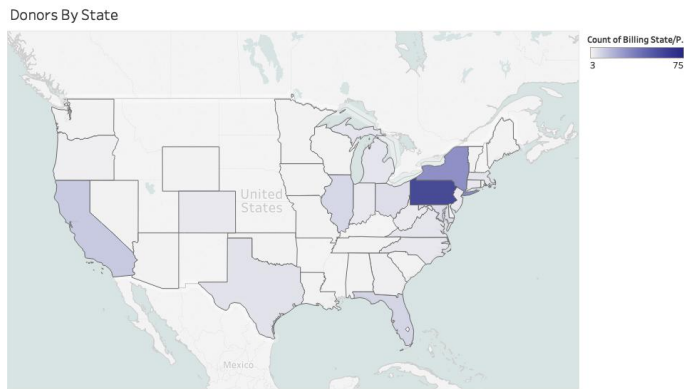 Donors By State
Count of Billing State/P..
3 75
United
States
Mexico